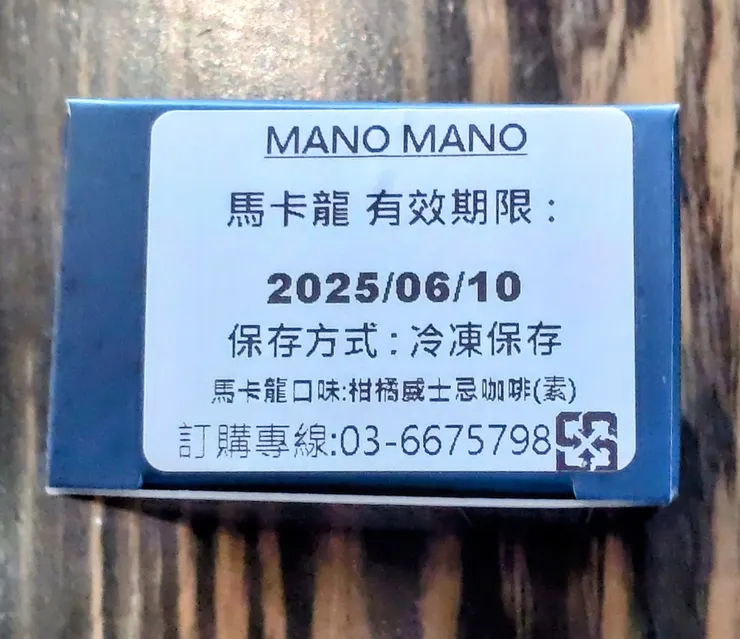 MANO MANO
馬卡龍 有效期限 :
2025/06/10
保存方式 : 冷凍保存
馬卡龍口味:柑橘威士忌咖啡(素)
訂購專線:03-6675798